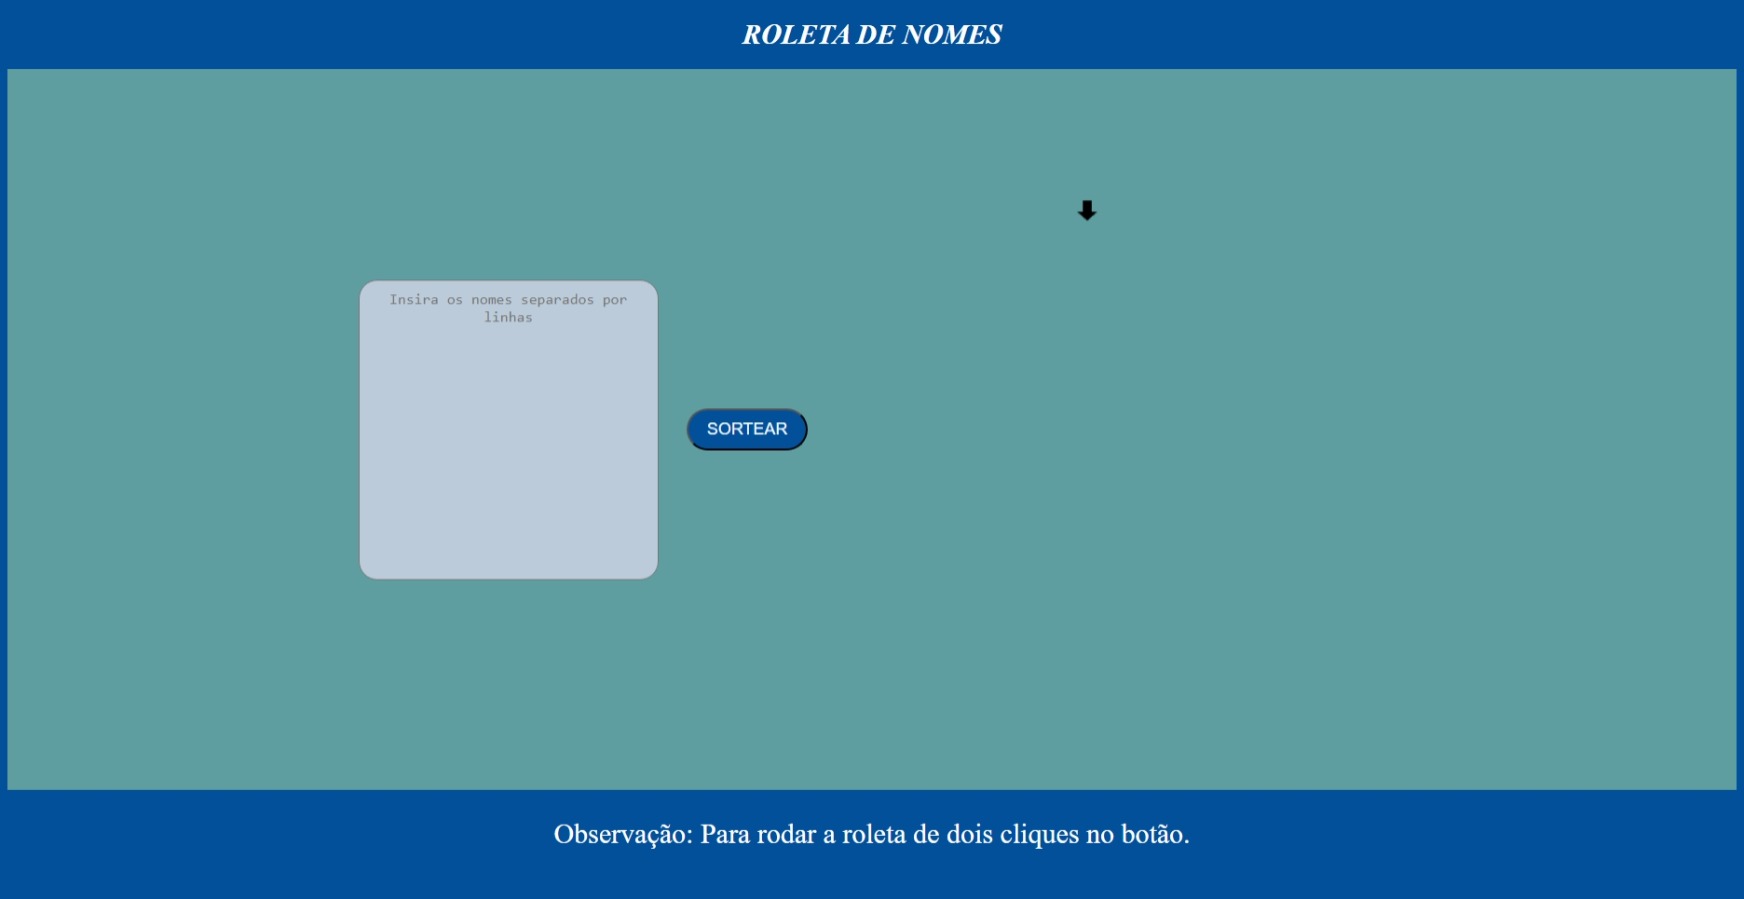 ROLETA DE NOMES
Insira os nomes separados por
linhas
SORTEAR
Observação: Para rodar a roleta de dois cliques no botão.